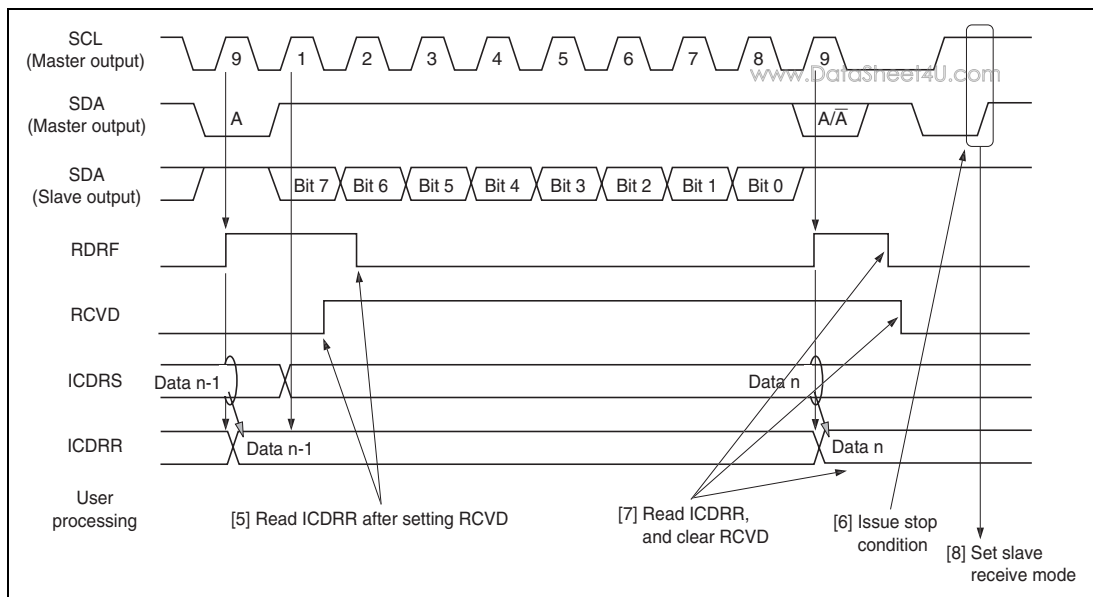 SCL
(Master output)
9 1 2 3 4 5 6 7 8 9
www.DataSheet4U.com
SDA
(Master output)
A A/A̅
SDA
(Slave output)
Bit 7 Bit 6 Bit 5 Bit 4 Bit 3 Bit 2 Bit 1 Bit 0
RDRF
RCVD
ICDRS
Data n-1 Data n
ICDRR
Data n-1 Data n
User
processing
[5] Read ICDRR after setting RCVD
[7] Read ICDRR,
and clear RCVD
[6] Issue stop
condition
[8] Set slave
receive mode